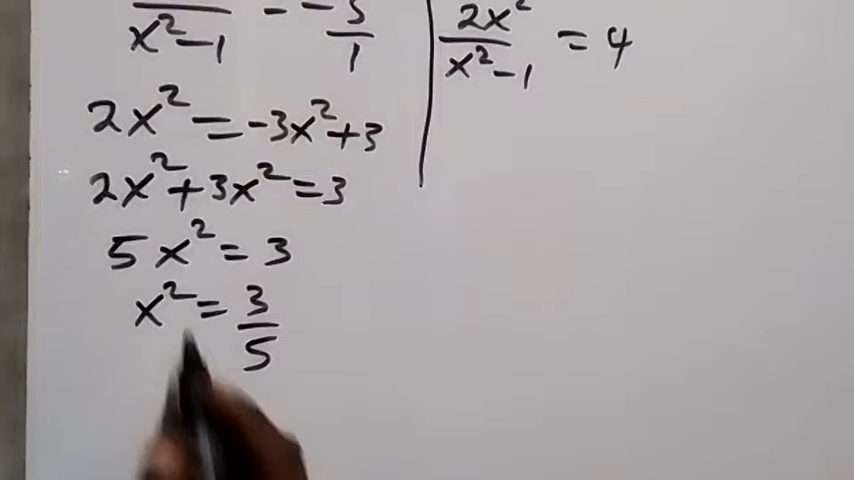 x²-1 = -3/1
2x² = -3x²+3
2x²+3x² = 3
5x² = 3
x² = 3/5
2x²/x²-1 = 4